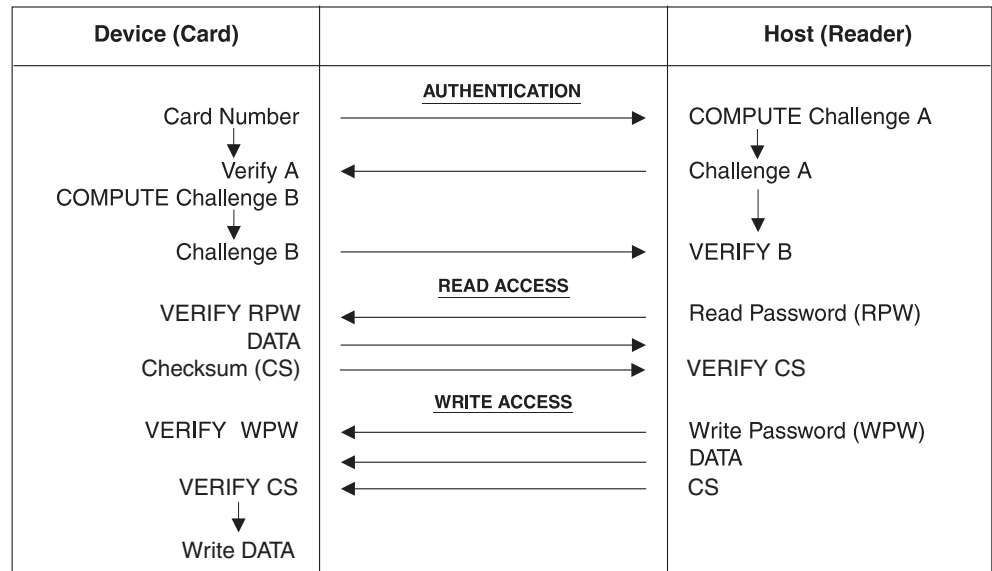 Device (Card) Host (Reader)
AUTHENTICATION
Card Number COMPUTE Challenge A
Verify A Challenge A
COMPUTE Challenge B
Challenge B VERIFY B
READ ACCESS
VERIFY RPW Read Password (RPW)
DATA
Checksum (CS) VERIFY CS
WRITE ACCESS
VERIFY WPW Write Password (WPW)
DATA
VERIFY CS CS
Write DATA